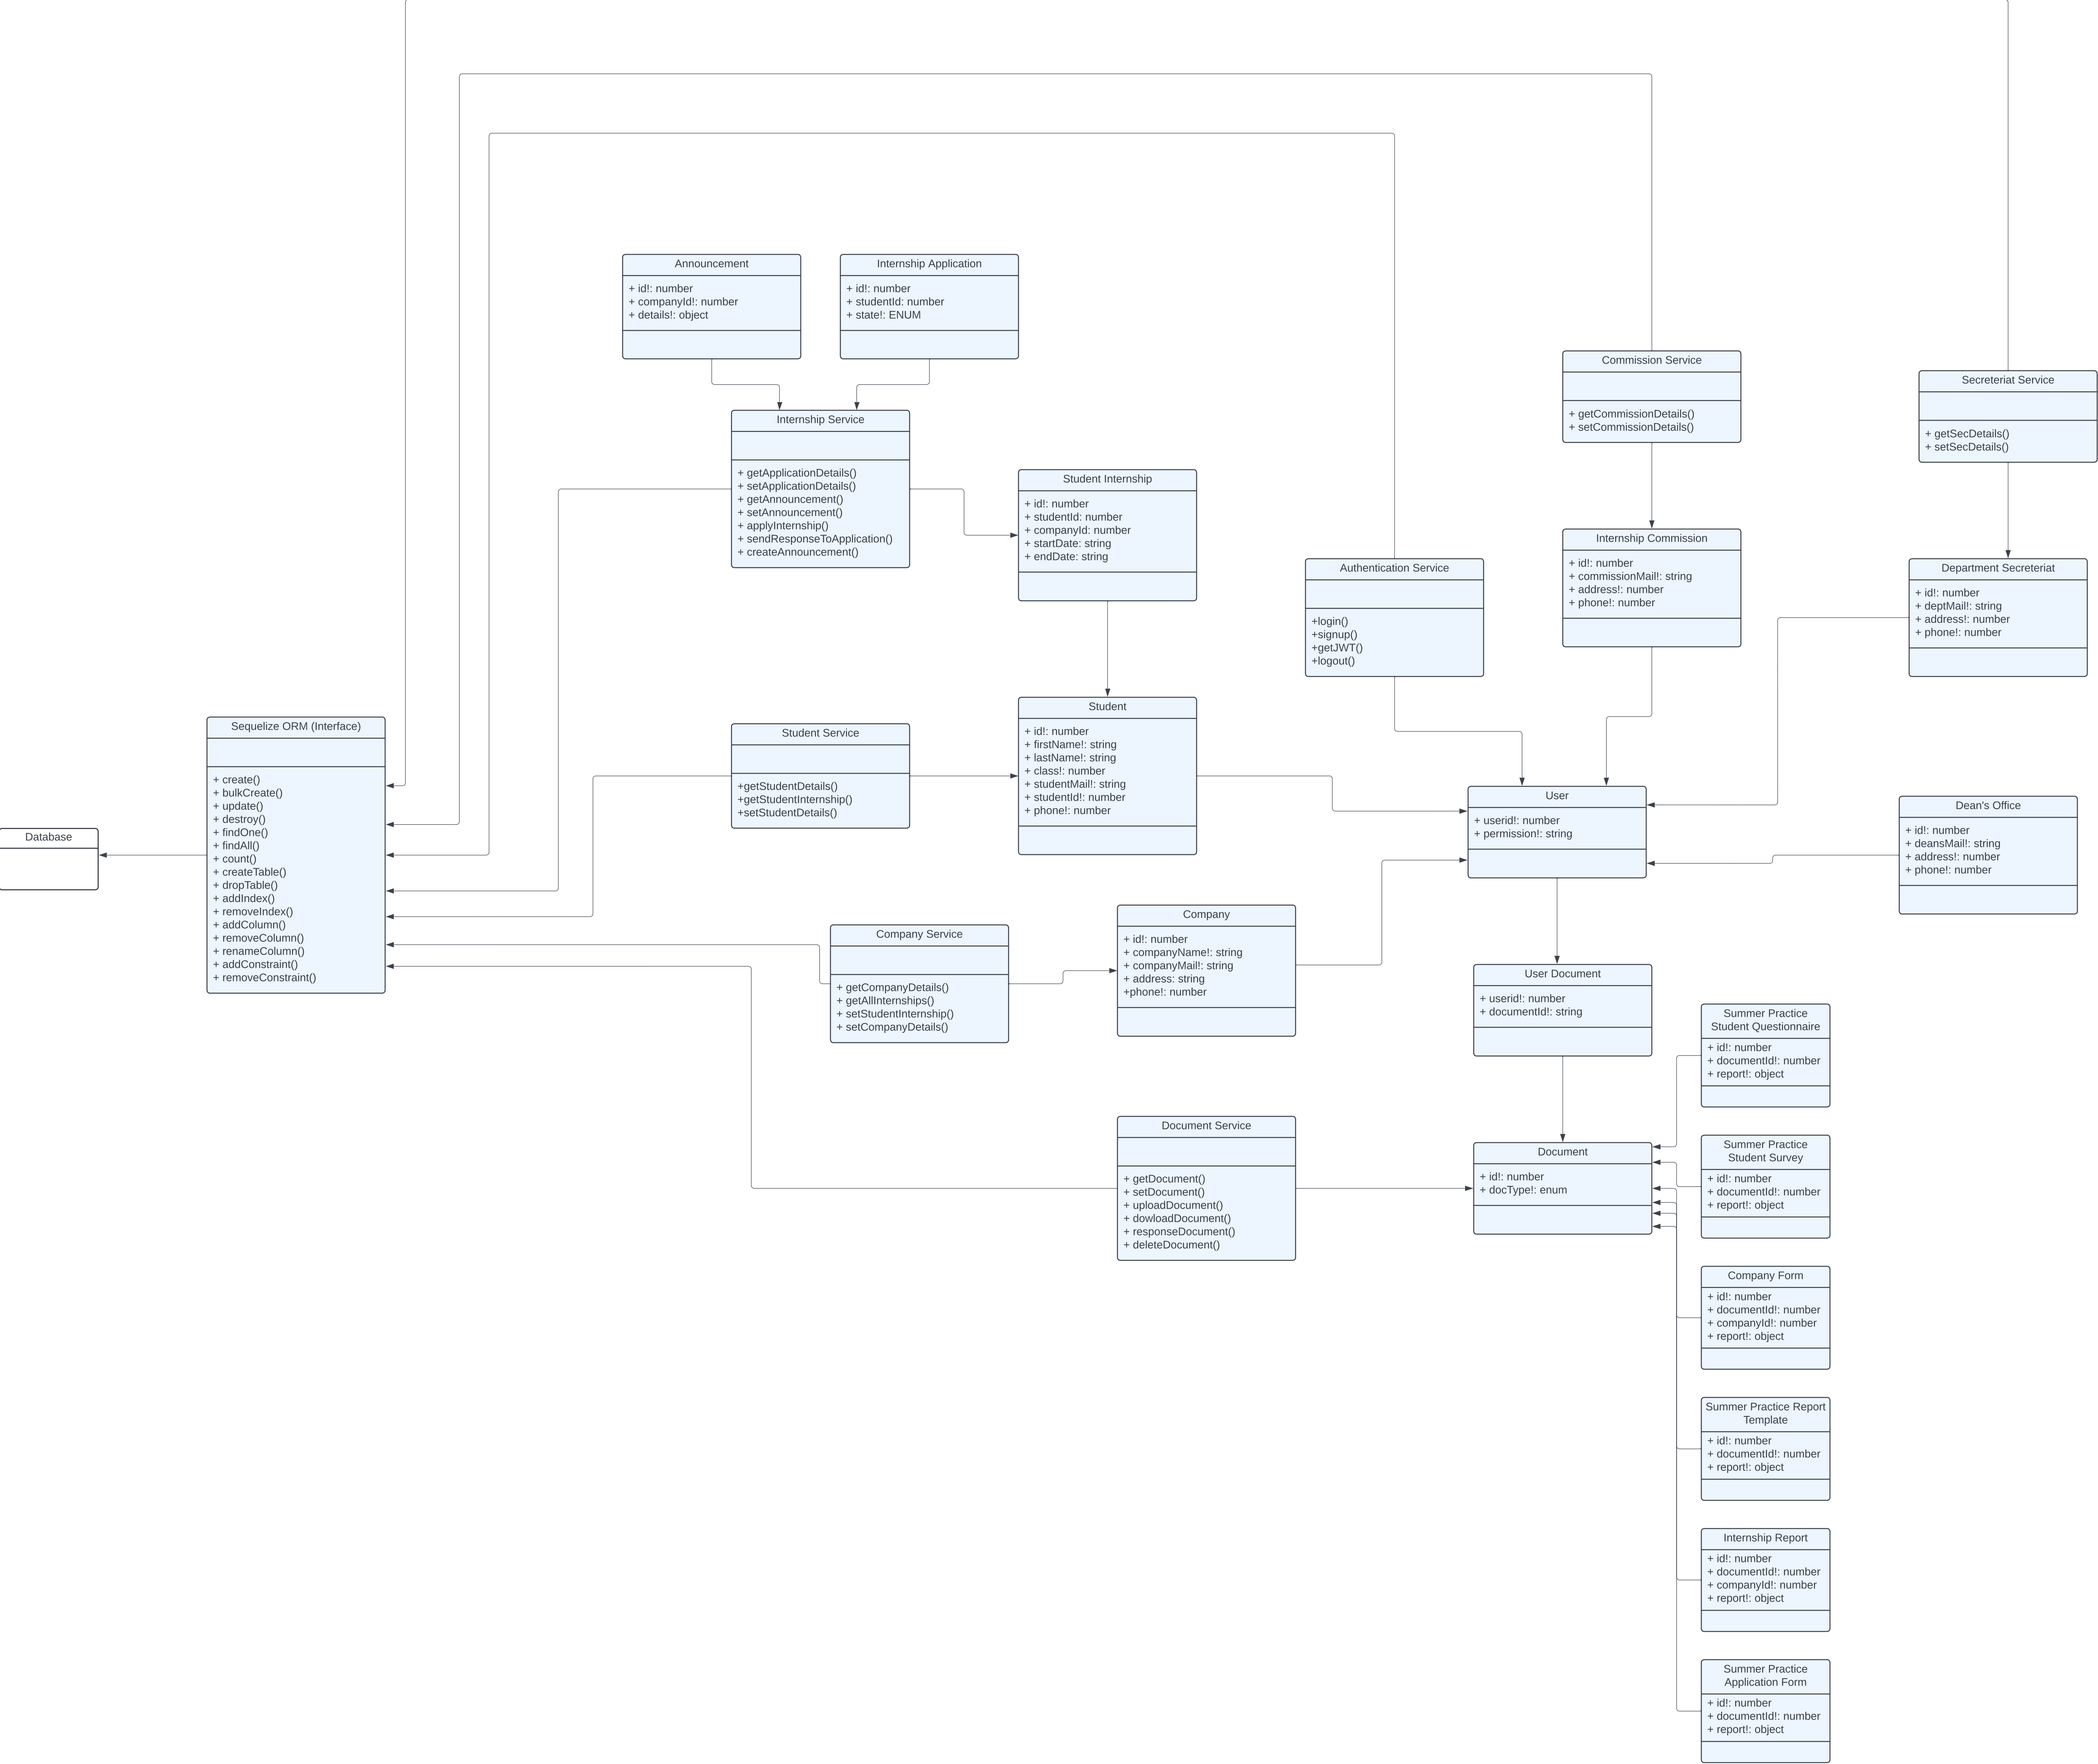 Announcement
+ id!: number
+ companyId!: number
+ details!: object
Internship Application
+ id!: number
+ studentId: number
+ state!: ENUM
Commission Service
+ getCommissionDetails()
+ setCommissionDetails()
Secreteriat Service
+ getSecDetails()
+ setSecDetails()
Internship Service
+ getApplicationDetails()
+ setApplicationDetails()
+ getAnnouncement()
+ setAnnouncement()
+ applyInternship()
+ sendResponseToApplication()
+ createAnnouncement()
Student Internship
+ id!: number
+ studentId: number
+ companyId: number
+ startDate: string
+ endDate: string
Authentication Service
+login()
+signup()
+getJWT()
+logout()
Internship Commission
+ id!: number
+ commissionMail!: string
+ address!: number
+ phone!: number
Department Secreteriat
+ id!: number
+ deptMail!: string
+ address!: number
+ phone!: number
Database
Sequelize ORM (Interface)
+ create()
+ bulkCreate()
+ update()
+ destroy()
+ findOne()
+ findAll()
+ count()
+ createTable()
+ dropTable()
+ addIndex()
+ removeIndex()
+ addColumn()
+ removeColumn()
+ renameColumn()
+ addConstraint()
+ removeConstraint()
Student Service
+getStudentDetails()
+getStudentInternship()
+setStudentDetails()
Student
+ id!: number
+ firstName!: string
+ lastName!: string
+ class!: number
+ studentMail!: string
+ studentId!: number
+ phone!: number
User
+ userid!: number
+ permission!: string
Dean's Office
+ id!: number
+ deansMail!: string
+ address!: number
+ phone!: number
Company Service
+ getCompanyDetails()
+ getAllInternships()
+ setStudentInternship()
+ setCompanyDetails()
Company
+ id!: number
+ companyName!: string
+ companyMail!: string
+ address: string
+phone!: number
User Document
+ userid!: number
+ documentId!: string
Summer Practice
Student Questionnaire
+ id!: number
+ documentId!: number
+ report!: object
Document Service
+ getDocument()
+ setDocument()
+ uploadDocument()
+ dowloadDocument()
+ responseDocument()
+ deleteDocument()
Document
+ id!: number
+ docType!: enum
Summer Practice
Student Survey
+ id!: number
+ documentId!: number
+ report!: object
Company Form
+ id!: number
+ documentId!: number
+ companyId!: number
+ report!: object
Summer Practice Report
Template
+ id!: number
+ documentId!: number
+ report!: object
Internship Report
+ id!: number
+ documentId!: number
+ companyId!: number
+ report!: object
Summer Practice
Application Form
+ id!: number
+ documentId!: number
+ report!: object